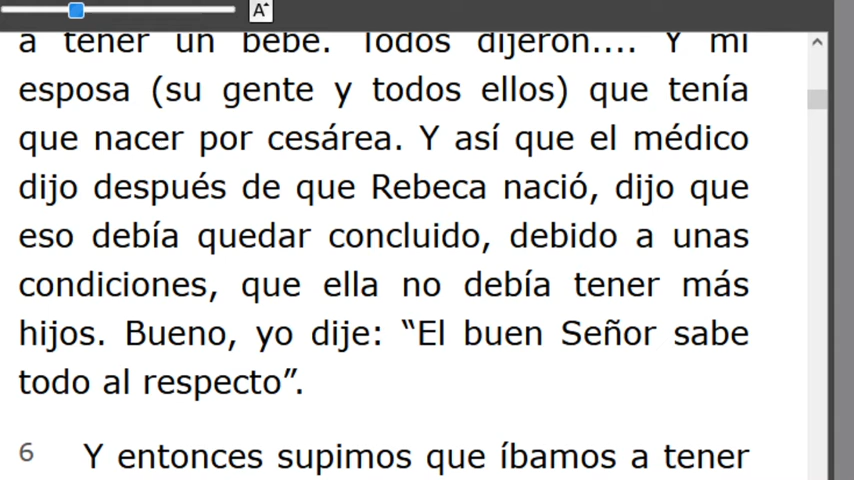 A
a tener un bebé. Todos dijeron.... Y mi
esposa (su gente y todos ellos) que tenía
que nacer por cesárea. Y así que el médico
dijo después de que Rebeca nació, dijo que
eso debía quedar concluido, debido a unas
condiciones, que ella no debía tener más
hijos. Bueno, yo dije: “El buen Señor sabe
todo al respecto”.
6 Y entonces supimos que íbamos a tener